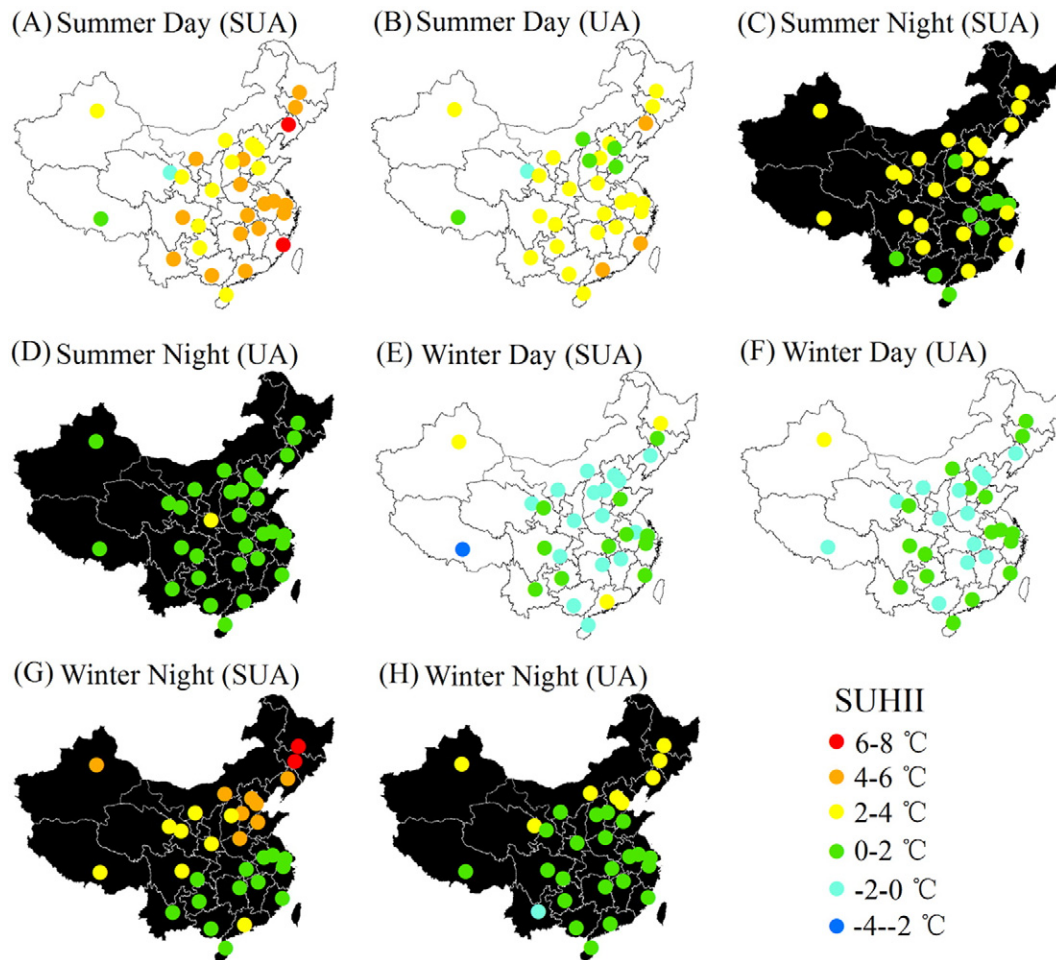 (A) Summer Day (SUA)
(B) Summer Day (UA)
(C) Summer Night (SUA)
(D) Summer Night (UA)
(E) Winter Day (SUA)
(F) Winter Day (UA)
(G) Winter Night (SUA)
(H) Winter Night (UA)
SUHII
6-8 ℃
4-6 ℃
2-4 ℃
0-2 ℃
-2-0 ℃
-4--2 ℃